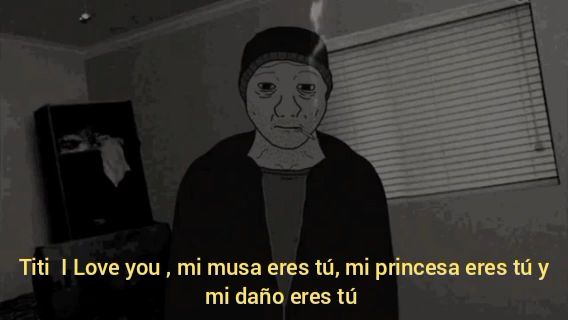 Titi I Love you , mi musa eres tú, mi princesa eres tú y
mi daño eres tú